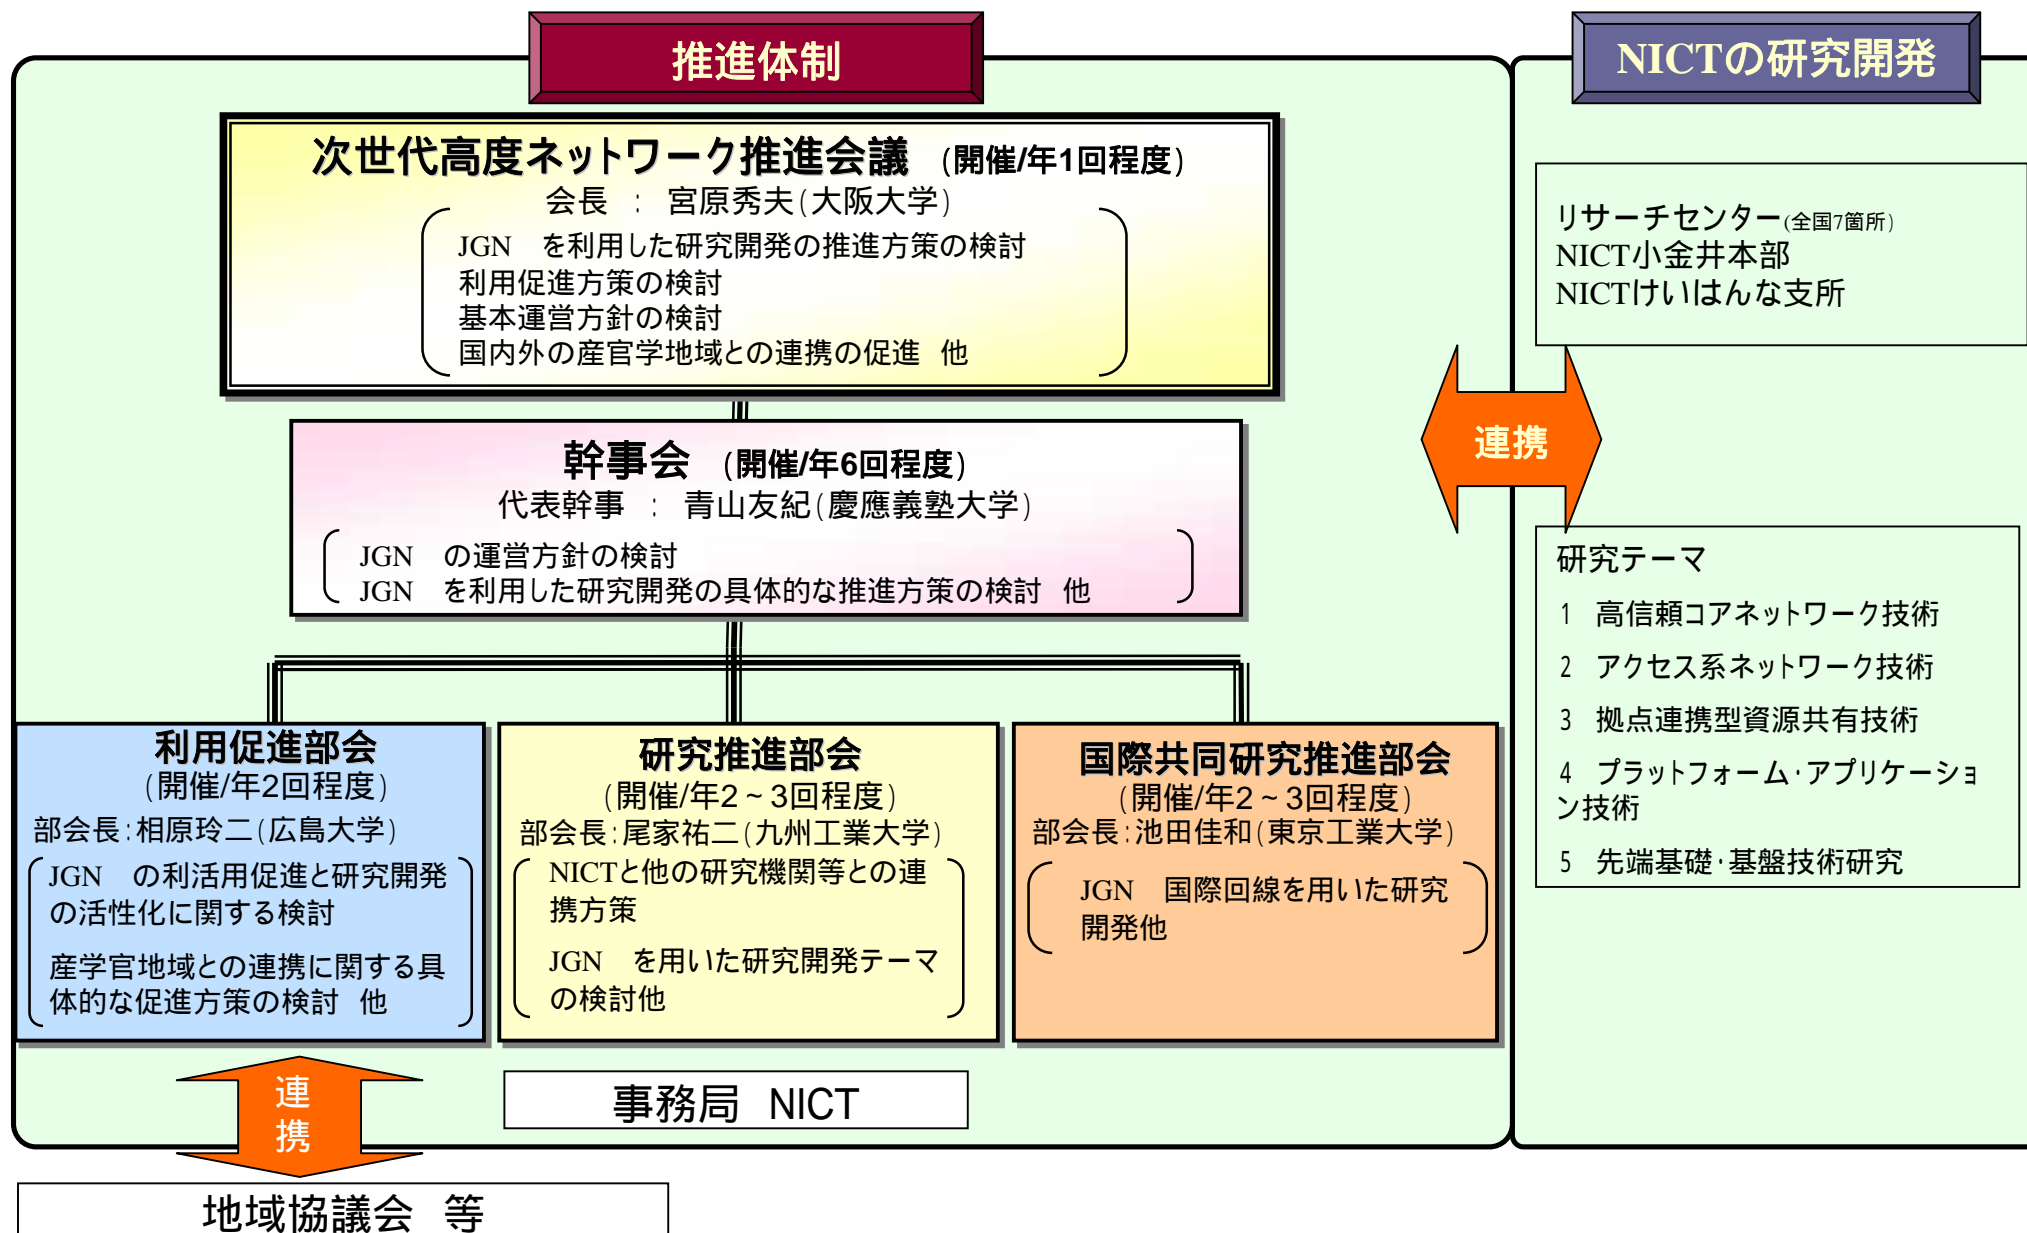 推進体制
次世代高度ネットワーク推進会議 (開催/年1回程度)
会長 : 宮原秀夫(大阪大学)
JGN を利用した研究開発の推進方策の検討
利用促進方策の検討
基本運営方針の検討
国内外の産官学地域との連携の促進 他
幹事会 (開催/年6回程度)
代表幹事 : 青山友紀(慶應義塾大学)
JGN の運営方針の検討
JGN を利用した研究開発の具体的な推進方策の検討 他
利用促進部会
(開催/年2回程度)
部会長:相原玲二(広島大学)
JGN の利活用促進と研究開発
の活性化に関する検討
産学官地域との連携に関する具
体的な促進方策の検討 他
研究推進部会
(開催/年2~3回程度)
部会長:尾家祐二(九州工業大学)
NICTと他の研究機関等との連
携方策
JGN を用いた研究開発テーマ
の検討他
国際共同研究推進部会
(開催/年2~3回程度)
部会長:池田佳和(東京工業大学)
JGN 国際回線を用いた研究
開発他
連
携
事務局 NICT
地域協議会 等
連携
NICTの研究開発
リサーチセンター(全国7箇所)
NICT小金井本部
NICTけいはんな支所
研究テーマ
1 高信頼コアネットワーク技術
2 アクセス系ネットワーク技術
3 拠点連携型資源共有技術
4 プラットフォーム・アプリケーショ
ン技術
5 先端基礎・基盤技術研究